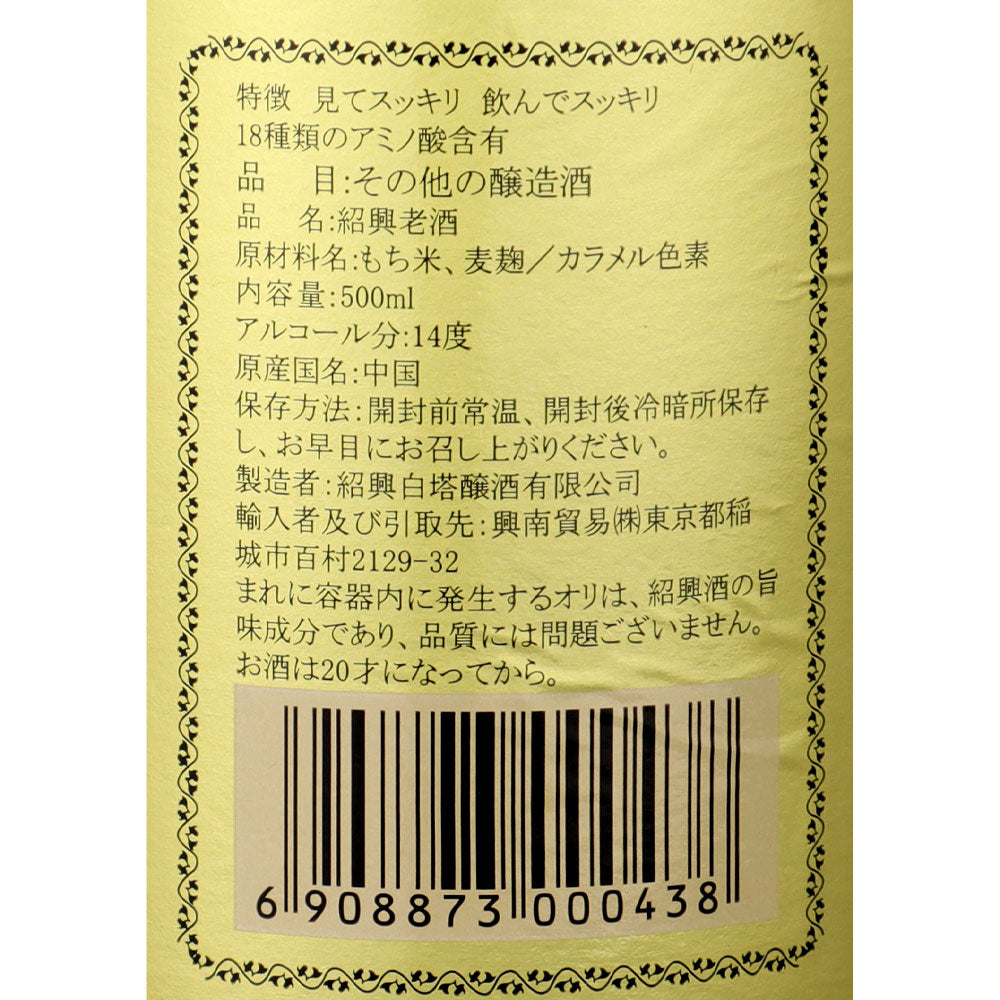 特徴 見てスッキリ 飲んでスッキリ
18種類のアミノ酸含有
品 目:その他の醸造酒
品 名:紹興老酒
原材料名:もち米、麦麹／カラメル色素
内容量:500ml
アルコール分:14度
原産国名:中国
保存方法:開封前常温、開封後冷暗所保存
し、お早目にお召し上がりください。
製造者:紹興白塔醸酒有限公司
輸入者及び引取先:興南貿易㈱東京都稲
城市百村2129-32
まれに容器内に発生するオリは、紹興酒の旨
味成分であり、品質には問題ございません。
お酒は20才になってから。
6 908873 000438